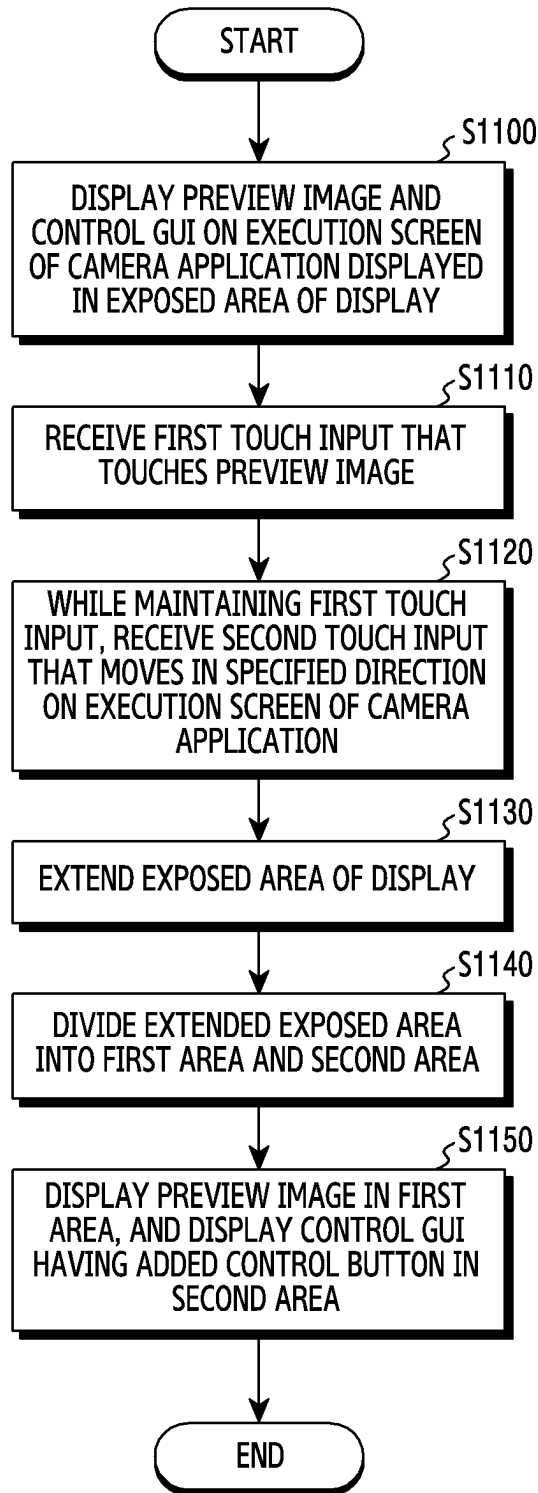 START
S1100
DISPLAY PREVIEW IMAGE AND
CONTROL GUI ON EXECUTION SCREEN
OF CAMERA APPLICATION DISPLAYED
IN EXPOSED AREA OF DISPLAY
S1110
RECEIVE FIRST TOUCH INPUT THAT
TOUCHES PREVIEW IMAGE
S1120
WHILE MAINTAINING FIRST TOUCH
INPUT, RECEIVE SECOND TOUCH INPUT
THAT MOVES IN SPECIFIED DIRECTION
ON EXECUTION SCREEN OF CAMERA
APPLICATION
S1130
EXTEND EXPOSED AREA OF DISPLAY
S1140
DIVIDE EXTENDED EXPOSED AREA
INTO FIRST AREA AND SECOND AREA
S1150
DISPLAY PREVIEW IMAGE IN FIRST
AREA, AND DISPLAY CONTROL GUI
HAVING ADDED CONTROL BUTTON IN
SECOND AREA
END